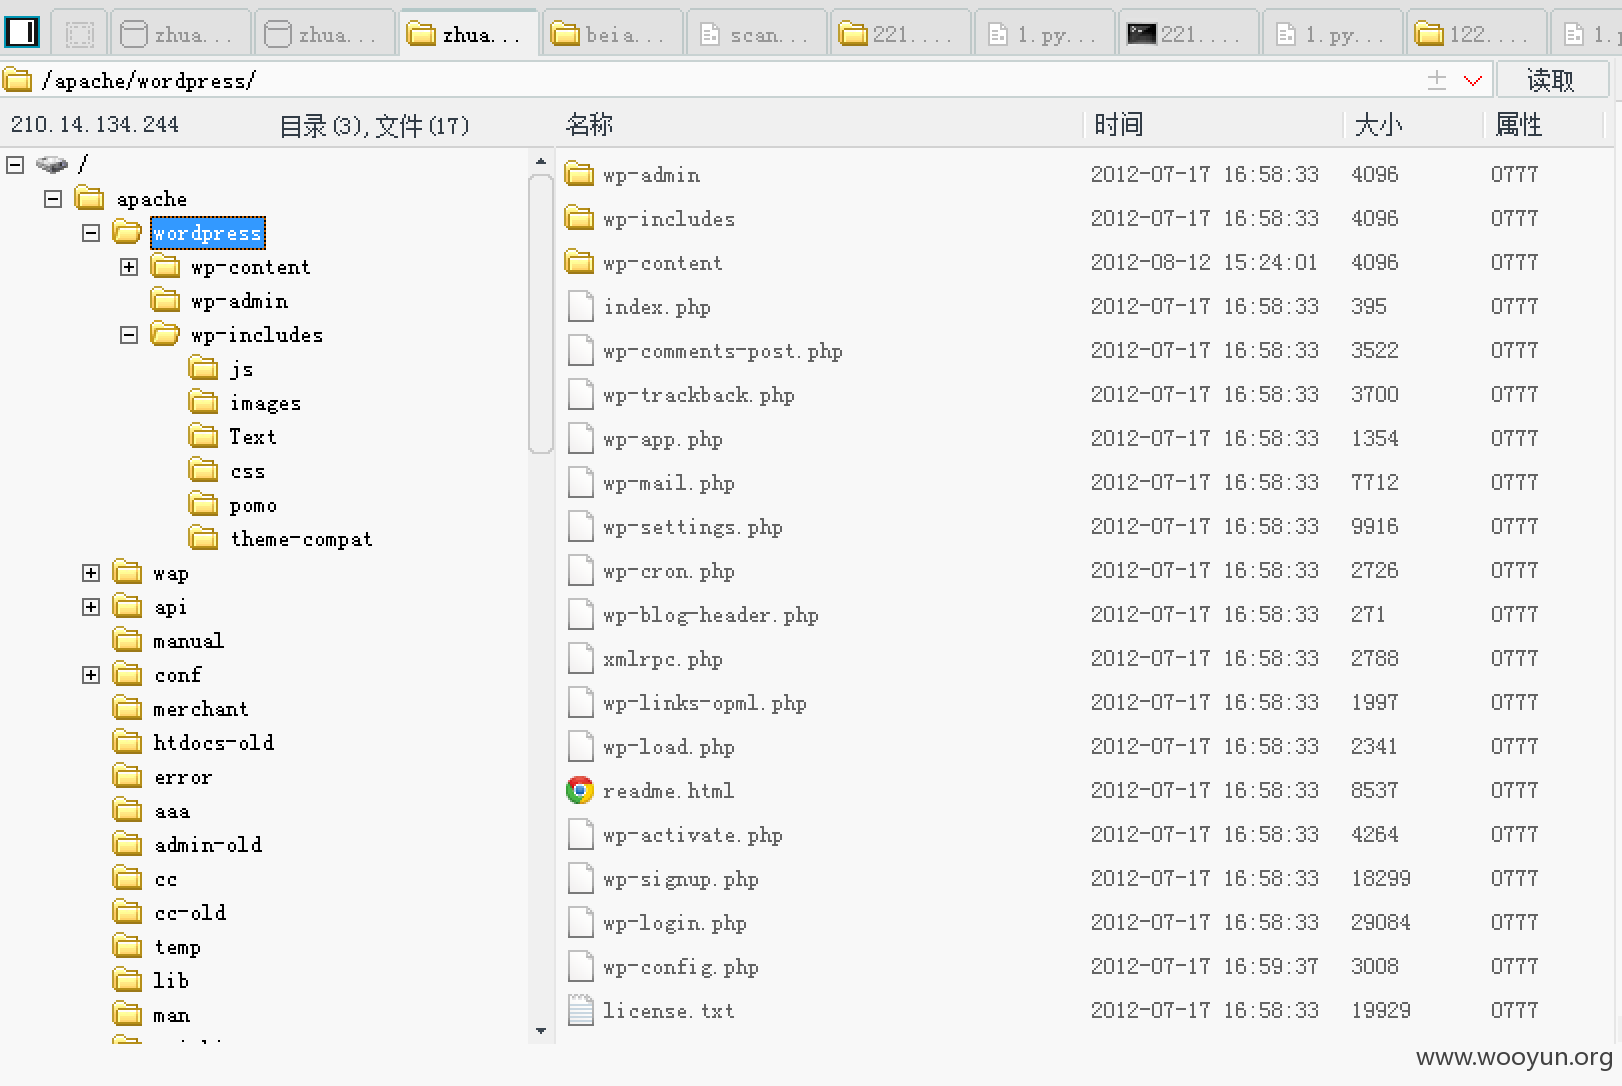 zhua... zhua... zhua... beia... scan... 221.... 1.py... 221.... 1.py... 122.... 1.p
/apache/wordpress/ 读取
210.14.134.244 目录(3),文件(17) 名称 时间 大小 属性
/
apache
wordpress
wp-content
wp-admin
wp-includes
js
images
Text
css
pomo
theme-compat
wap
api
manual
conf
merchant
htdocs-old
error
aaa
admin-old
cc
cc-old
temp
lib
man
wp-admin 2012-07-17 16:58:33 4096 0777
wp-includes 2012-07-17 16:58:33 4096 0777
wp-content 2012-08-12 15:24:01 4096 0777
index.php 2012-07-17 16:58:33 395 0777
wp-comments-post.php 2012-07-17 16:58:33 3522 0777
wp-trackback.php 2012-07-17 16:58:33 3700 0777
wp-app.php 2012-07-17 16:58:33 1354 0777
wp-mail.php 2012-07-17 16:58:33 7712 0777
wp-settings.php 2012-07-17 16:58:33 9916 0777
wp-cron.php 2012-07-17 16:58:33 2726 0777
wp-blog-header.php 2012-07-17 16:58:33 271 0777
xmlrpc.php 2012-07-17 16:58:33 2788 0777
wp-links-opml.php 2012-07-17 16:58:33 1997 0777
wp-load.php 2012-07-17 16:58:33 2341 0777
readme.html 2012-07-17 16:58:33 8537 0777
wp-activate.php 2012-07-17 16:58:33 4264 0777
wp-signup.php 2012-07-17 16:58:33 18299 0777
wp-login.php 2012-07-17 16:58:33 29084 0777
wp-config.php 2012-07-17 16:59:37 3008 0777
license.txt 2012-07-17 16:58:33 19929 0777
www.wooyun.org